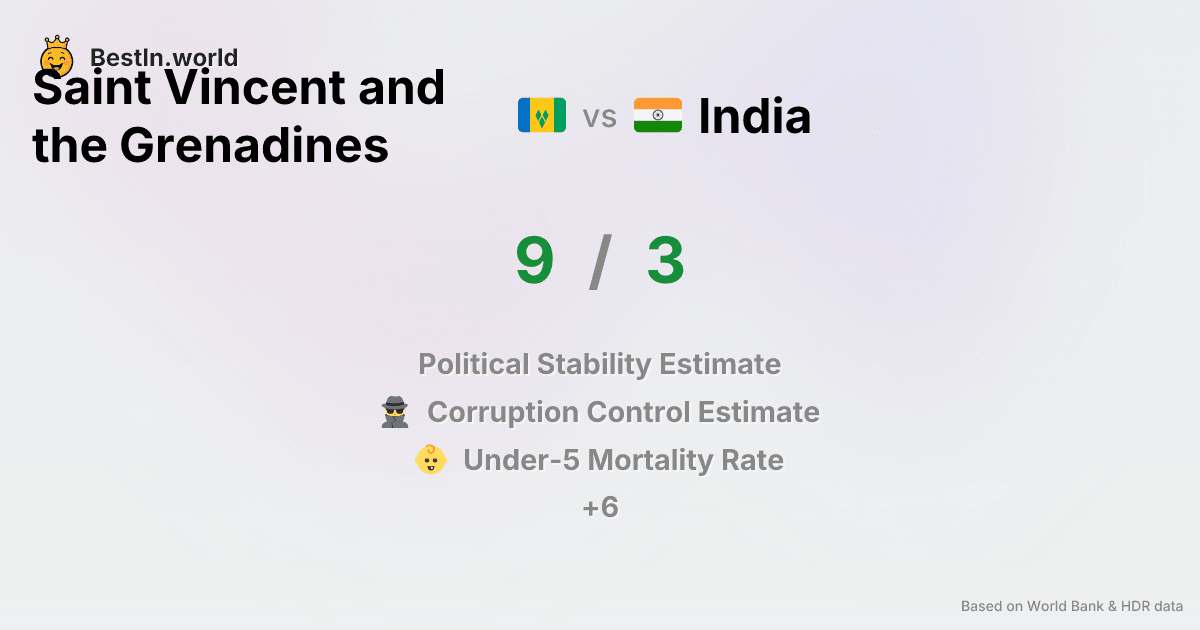 BestIn.world
Saint Vincent and
the Grenadines
vs
India
9 / 3
Political Stability Estimate
Corruption Control Estimate
Under-5 Mortality Rate
+6
Based on World Bank & HDR data